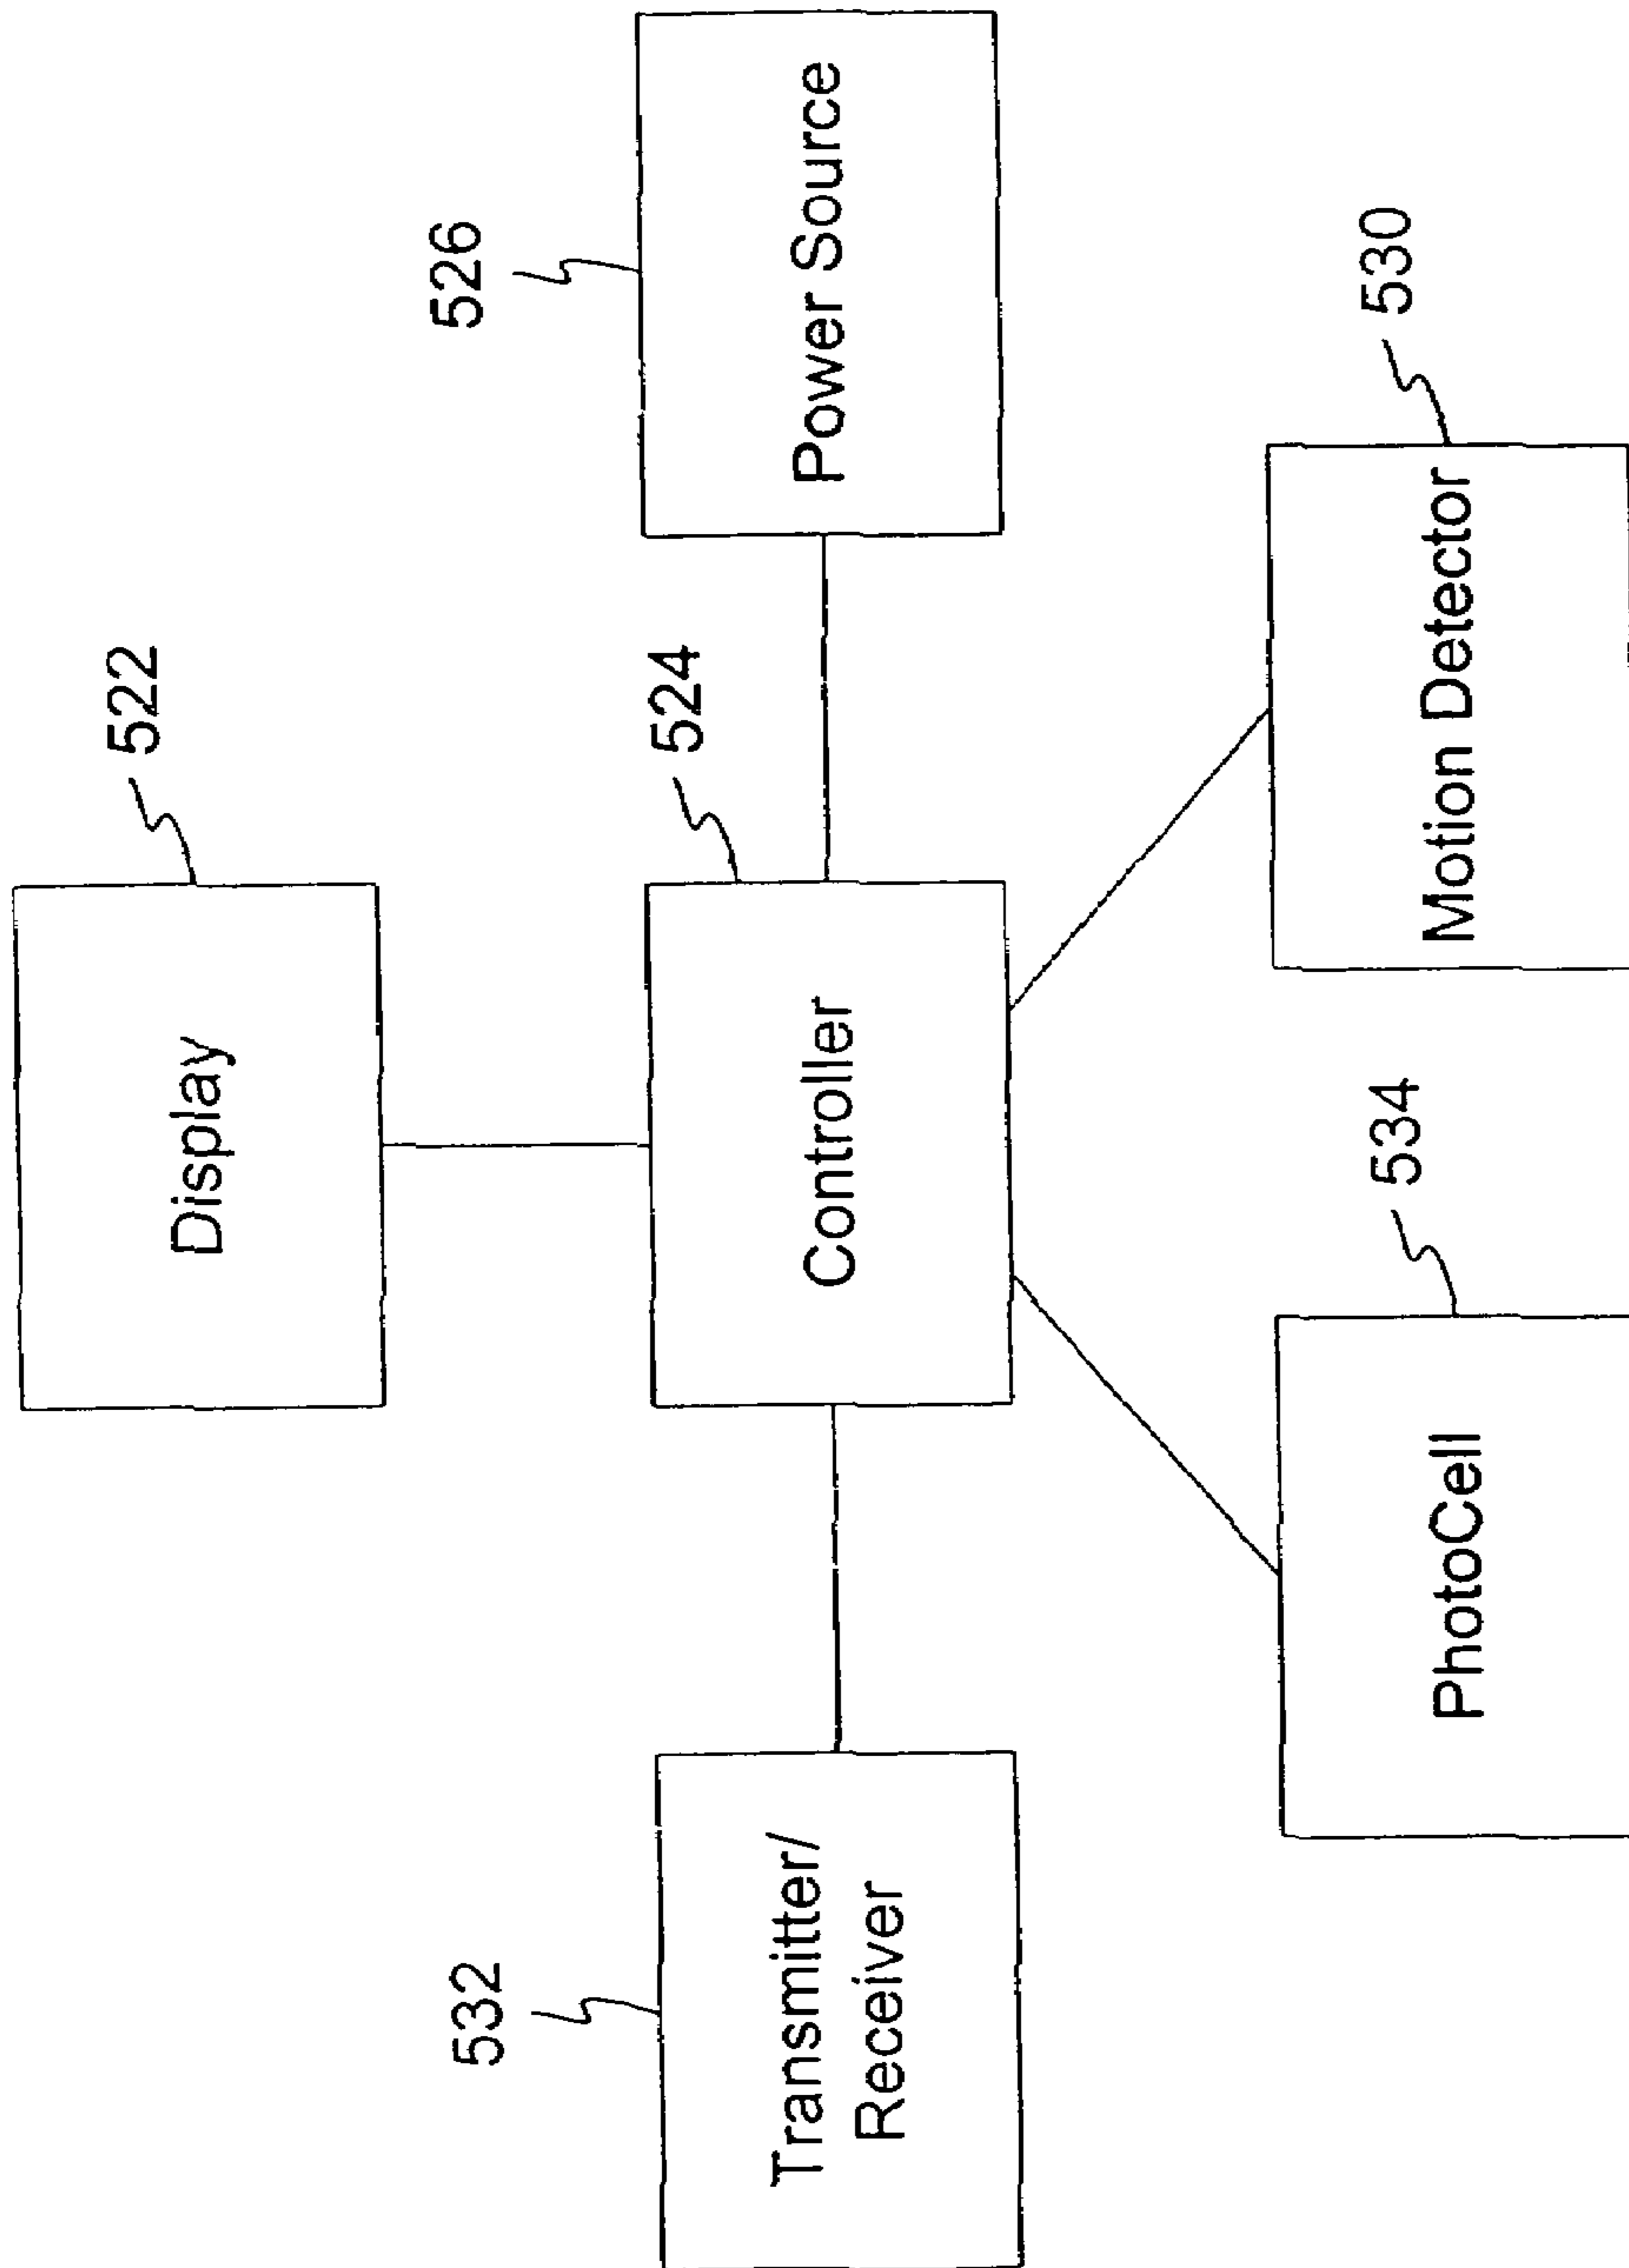 522
Display
526
524
532
Transmitter/
Receiver
Controller
Power Source
534
530
PhotoCell
Motion Detector